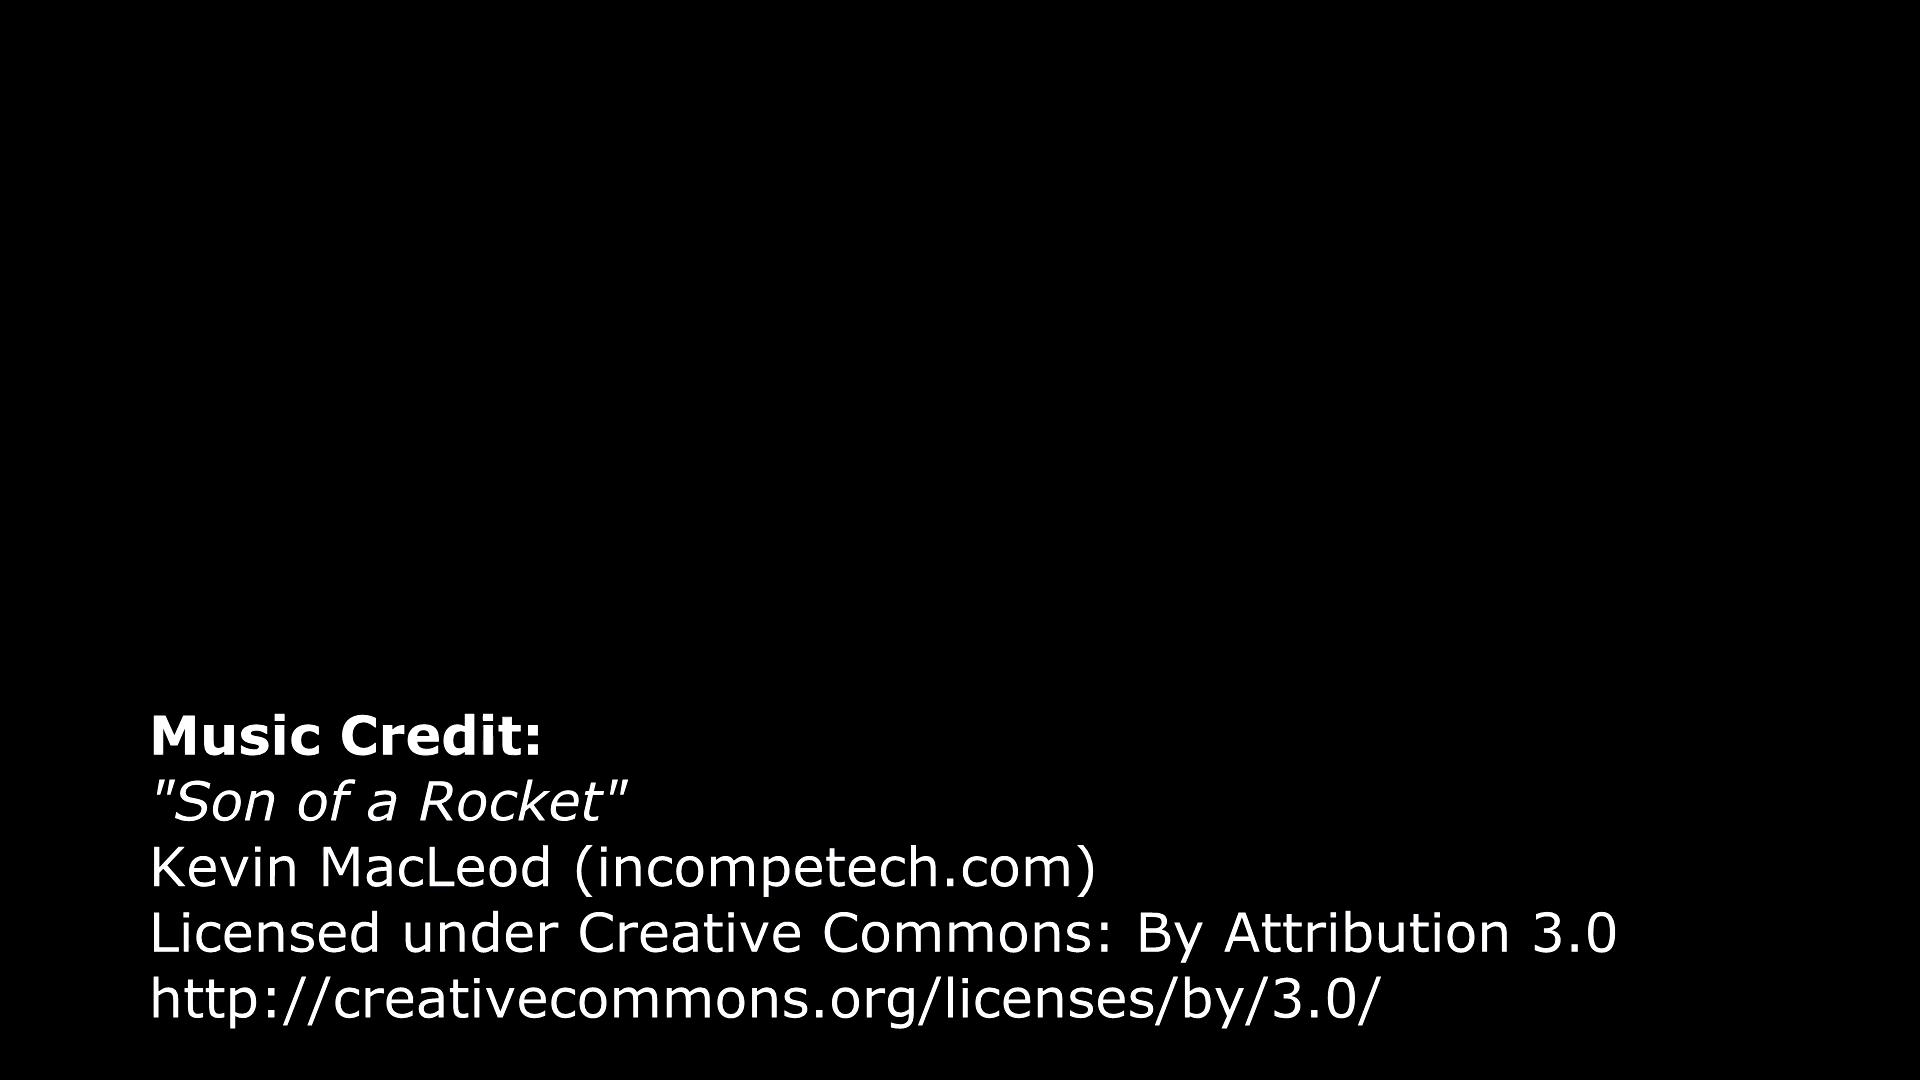 Music Credit:
"Son of a Rocket"
Kevin MacLeod (incompetech.com)
Licensed under Creative Commons: By Attribution 3.0
http://creativecommons.org/licenses/by/3.0/